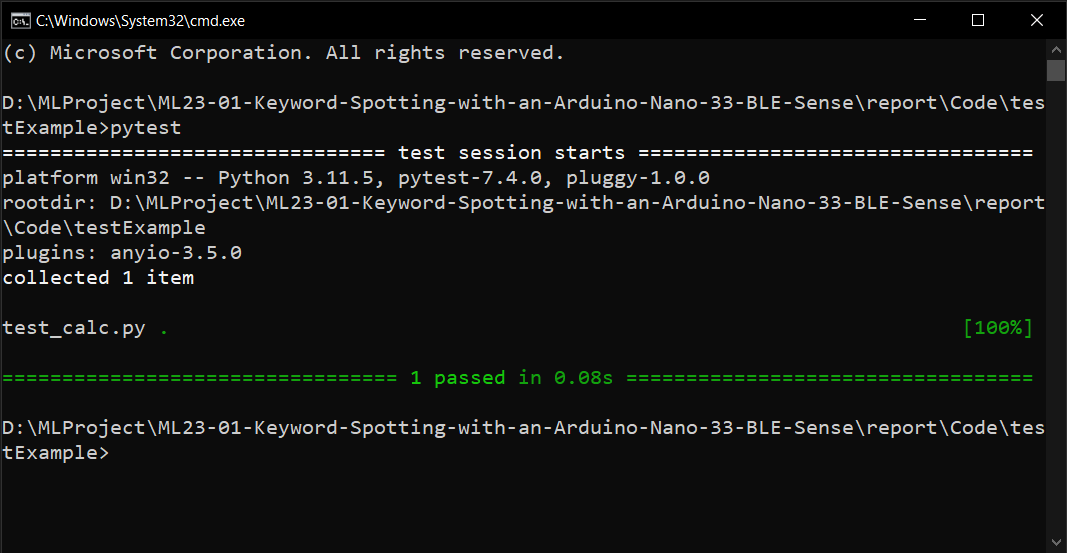 C:\Windows\System32\cmd.exe
(c) Microsoft Corporation. All rights reserved.
D:\MLProject\ML23-01-Keyword-Spotting-with-an-Arduino-Nano-33-BLE-Sense\report\Code\tes
tExample>pytest
================================ test session starts =================================
platform win32 -- Python 3.11.5, pytest-7.4.0, pluggy-1.0.0
rootdir: D:\MLProject\ML23-01-Keyword-Spotting-with-an-Arduino-Nano-33-BLE-Sense\report
\Code\testExample
plugins: anyio-3.5.0
collected 1 item
test_calc.py . [100%]
================================= 1 passed in 0.08s ==================================
D:\MLProject\ML23-01-Keyword-Spotting-with-an-Arduino-Nano-33-BLE-Sense\report\Code\tes
tExample>